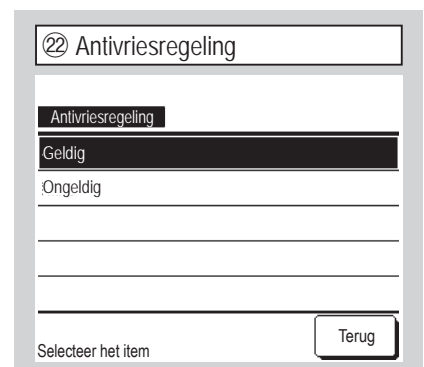 ㉒ Antivriesregeling
Antivriesregeling
Geldig
Ongeldig
Selecteer het item
Terug